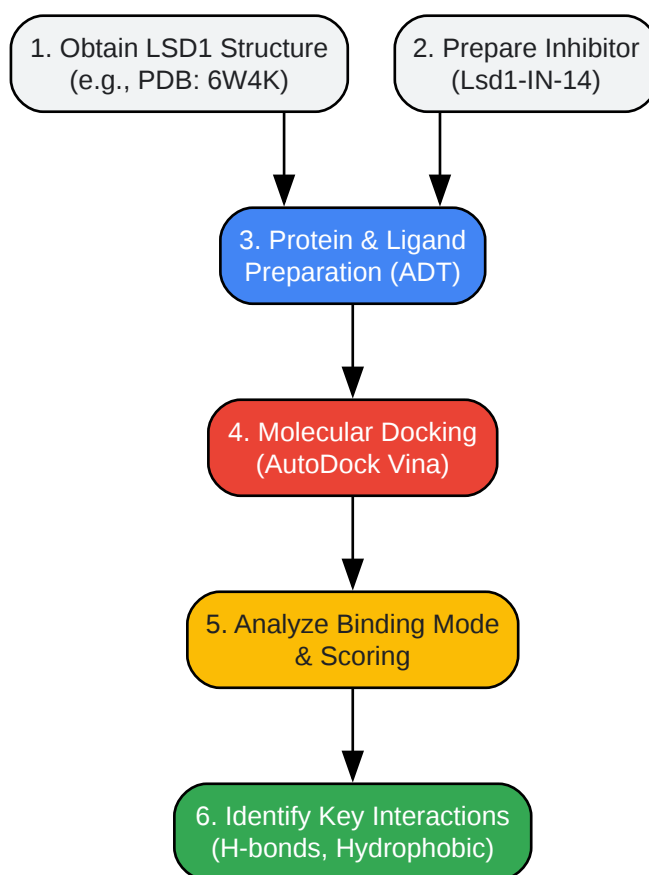 1. Obtain LSD1 Structure
(e.g., PDB: 6W4K)
2. Prepare Inhibitor
(Lsd1-IN-14)
3. Protein & Ligand
Preparation (ADT)
4. Molecular Docking
(AutoDock Vina)
5. Analyze Binding Mode
& Scoring
6. Identify Key Interactions
(H-bonds, Hydrophobic)